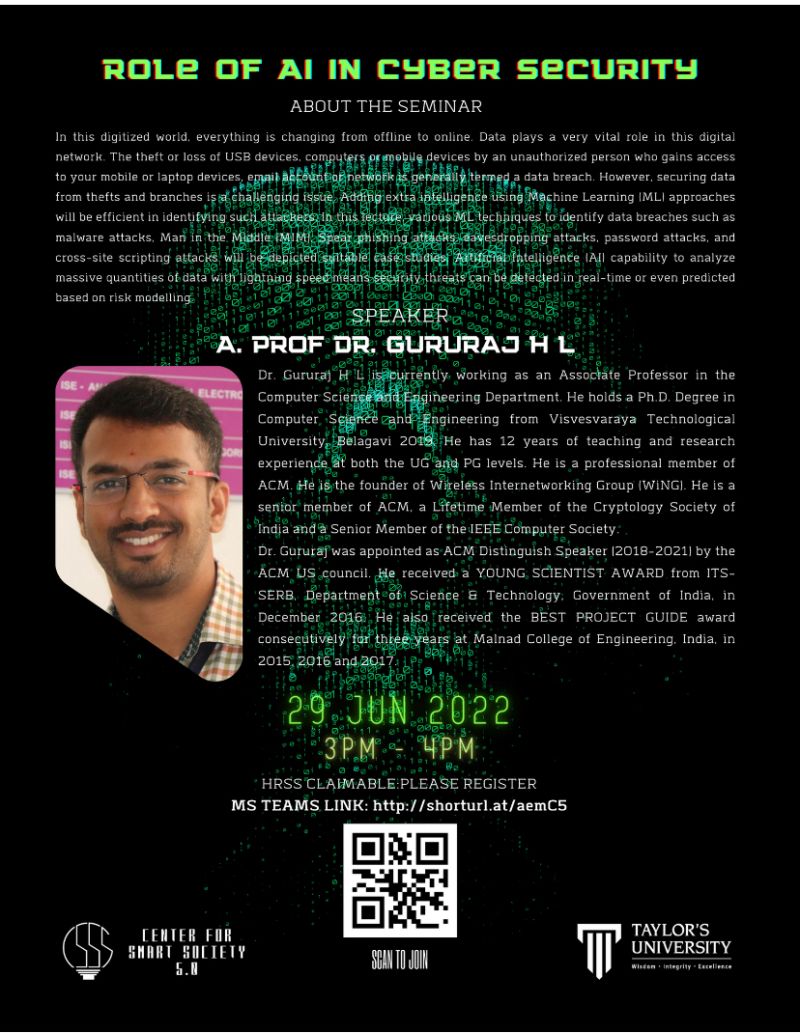 ROLE OF AI IN CYBER SECURITY
ABOUT THE SEMINAR
In this digitized world, everything is changing from offline to online. Data plays a very vital role in this digital
network. The theft or loss of USB devices, computers or mobile devices by an unauthorized person who gains access
to your mobile or laptop devices, email account or network is generally termed a data breach. However, securing data
from thefts and branches is a challenging issue. Adding extra intelligence using Machine Learning (ML) approaches
will be efficient in identifying such attackers. In this lecture, various ML techniques to identify data breaches such as
malware attacks, Man in the Middle (MIM), Spear phishing attacks, eavesdropping attacks, password attacks, and
cross-site scripting attacks will be depicted suitable case studies. Artificial Intelligence (AI) capability to analyze
massive quantities of data with lightning speed means security threats can be detected in real-time or even predicted
based on risk modelling.
SPEAKER
A. PROF DR. GURURAJ H L
ISE - AN
ELECTRO
ISE
ISE
ISE
Dr. Gururaj H L is currently working as an Associate Professor in the
Computer Science and Engineering Department. He holds a Ph.D. Degree in
Computer Science and Engineering from Visvesvaraya Technological
University, Belagavi 2019. He has 12 years of teaching and research
experience at both the UG and PG levels. He is a professional member of
ACM. He is the founder of Wireless Internetworking Group (WiNG). He is a
senior member of ACM, a Lifetime Member of the Cryptology Society of
India and a Senior Member of the IEEE Computer Society.
Dr. Gururaj was appointed as ACM Distinguish Speaker (2018-2021) by the
ACM US council. He received a YOUNG SCIENTIST AWARD from ITS-
SERB, Department of Science & Technology, Government of India, in
December 2016. He also received the BEST PROJECT GUIDE award
consecutively for three years at Malnad College of Engineering, India, in
2015, 2016 and 2017.
29 JUN 2022
3PM - 4PM
HRSS CLAIMABLE:PLEASE REGISTER
MS TEAMS LINK: http://shorturl.at/aemC5
SCAN TO JOIN
CENTER FOR
SMART SOCIETY
5.0
TAYLOR'S
UNIVERSITY
Wisdom · Integrity · Excellence